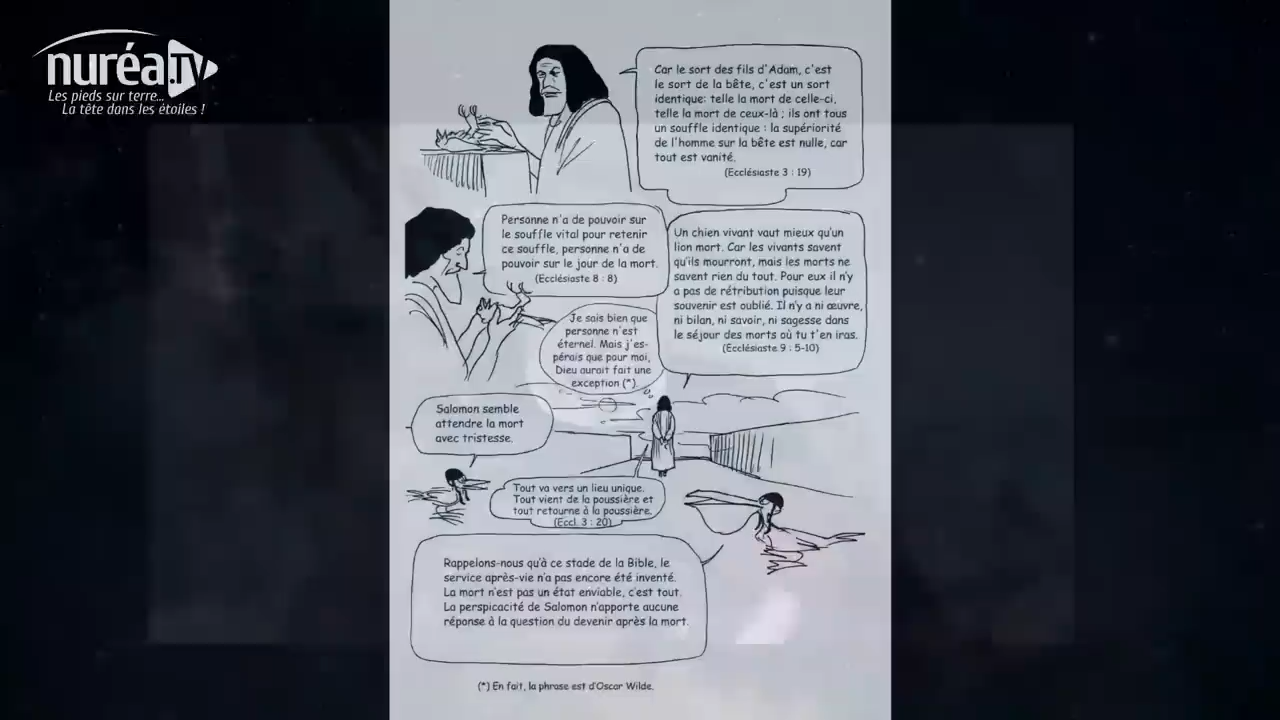 nuréa.TV
Les pieds sur terre...
La tête dans les étoiles !
Car le sort des fils d'Adam, c'est
le sort de la bête, c'est un sort
identique: telle la mort de celle-ci,
telle la mort de ceux-là ; ils ont tous
un souffle identique : la supériorité
de l'homme sur la bête est nulle, car
tout est vanité.
(Ecclésiaste 3 : 19)
Personne n'a de pouvoir sur
le souffle vital pour retenir
ce souffle, personne n'a de
pouvoir sur le jour de la mort.
(Ecclésiaste 8 : 8)
Un chien vivant vaut mieux qu'un
lion mort. Car les vivants savent
qu'ils mourront, mais les morts ne
savent rien du tout. Pour eux il n'y
a pas de rétribution puisque leur
souvenir est oublié. Il n'y a ni œuvre,
ni bilan, ni savoir, ni sagesse dans
le séjour des morts où tu t'en iras.
(Ecclésiaste 9 : 5-10)
Je sais bien que
personne n'est
éternel. Mais j'es-
pérais que pour moi,
Dieu aurait fait une
exception (*)
Salomon semble
attendre la mort
avec tristesse.
Tout va vers un lieu unique.
Tout vient de la poussière et
tout retourne à la poussière.
(Eccl. 3 : 20)
Rappelons-nous qu'à ce stade de la Bible, le
service après-vie n'a pas encore été inventé.
La mort n'est pas un état enviable, c'est tout.
La perspicacité de Salomon n'apporte aucune
réponse à la question du devenir après la mort.
(*) En fait, la phrase est d'Oscar Wilde.